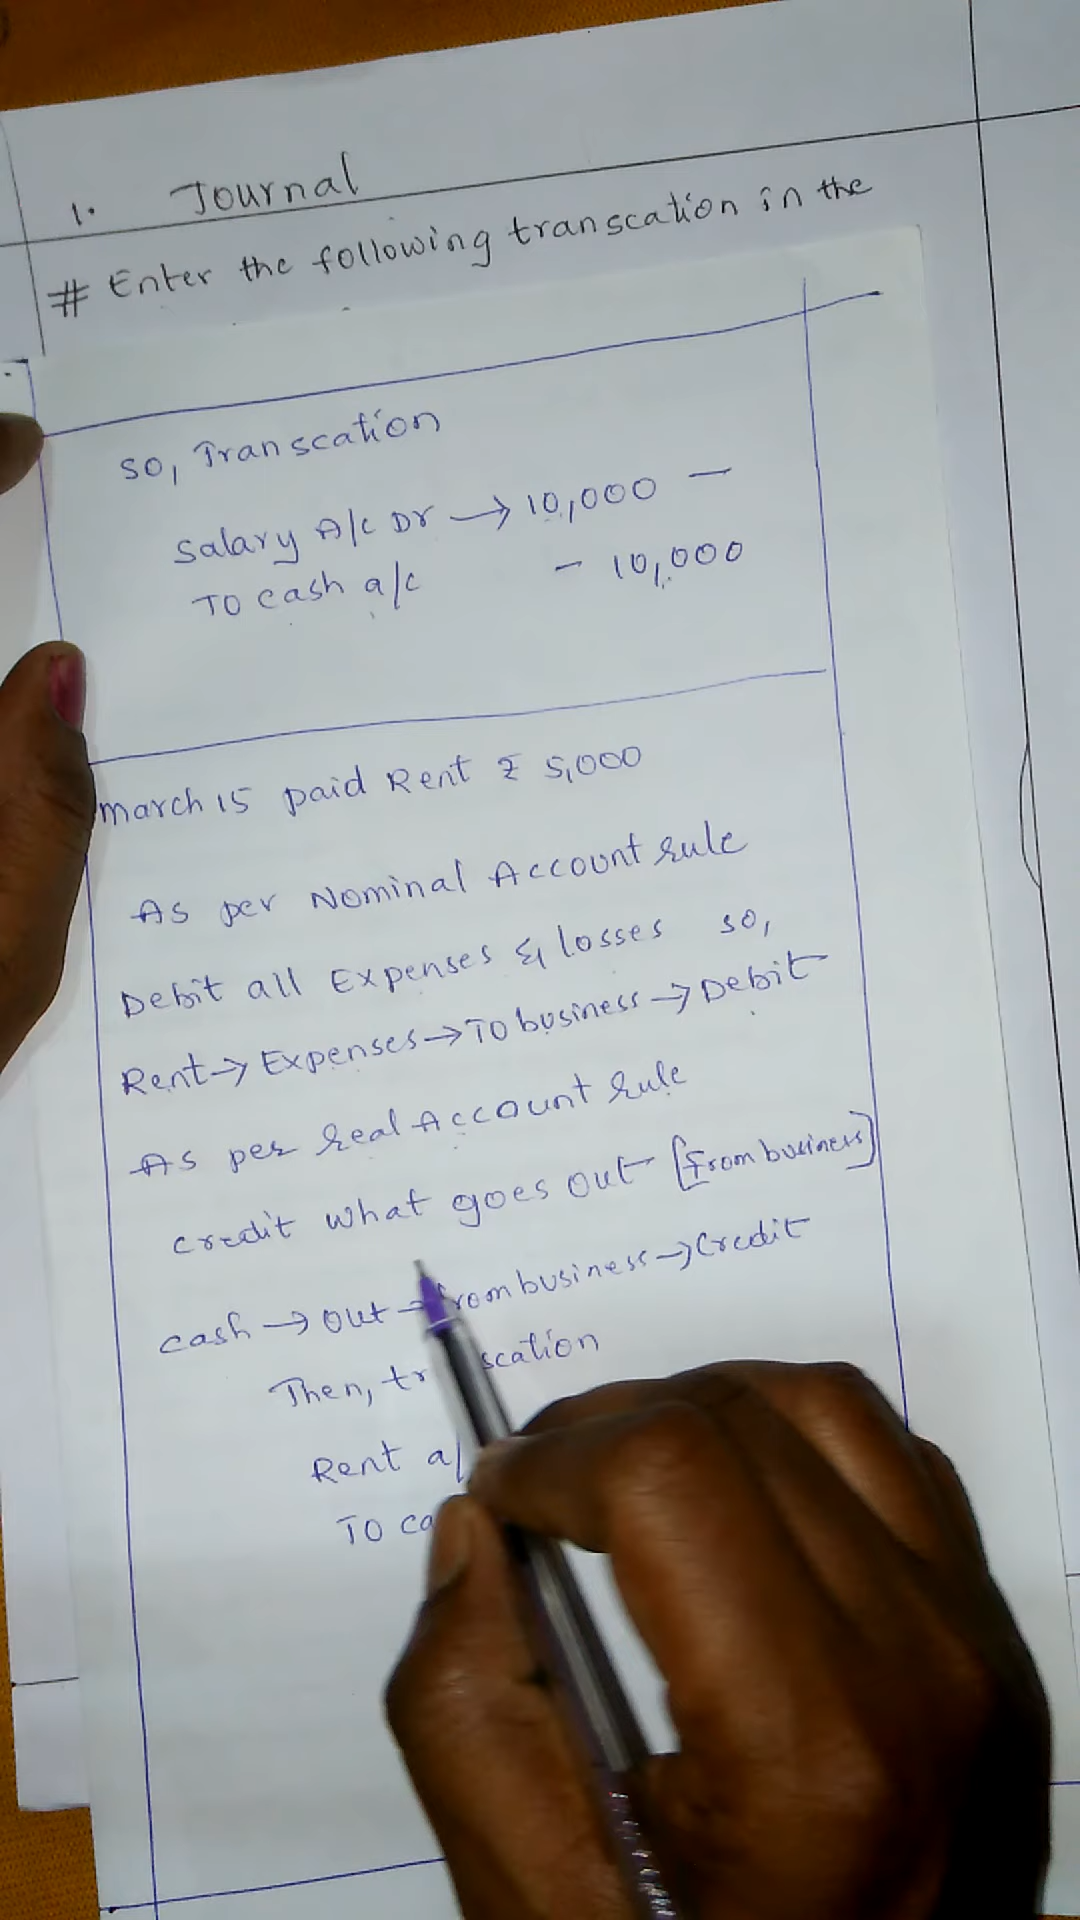 1. Journal
# Enter the following transcation in the
So, Transcation
Salary A/c Dr → 10,000 —
To cash a/c - 10,000
March 15 paid Rent ₹ 5,000
As per Nominal Account rule
Debit all Expenses & losses so,
Rent → Expenses → To business → Debit
As per real Account rule
credit what goes out [from business]
cash → out → from business → Credit
Then,
Rent
To